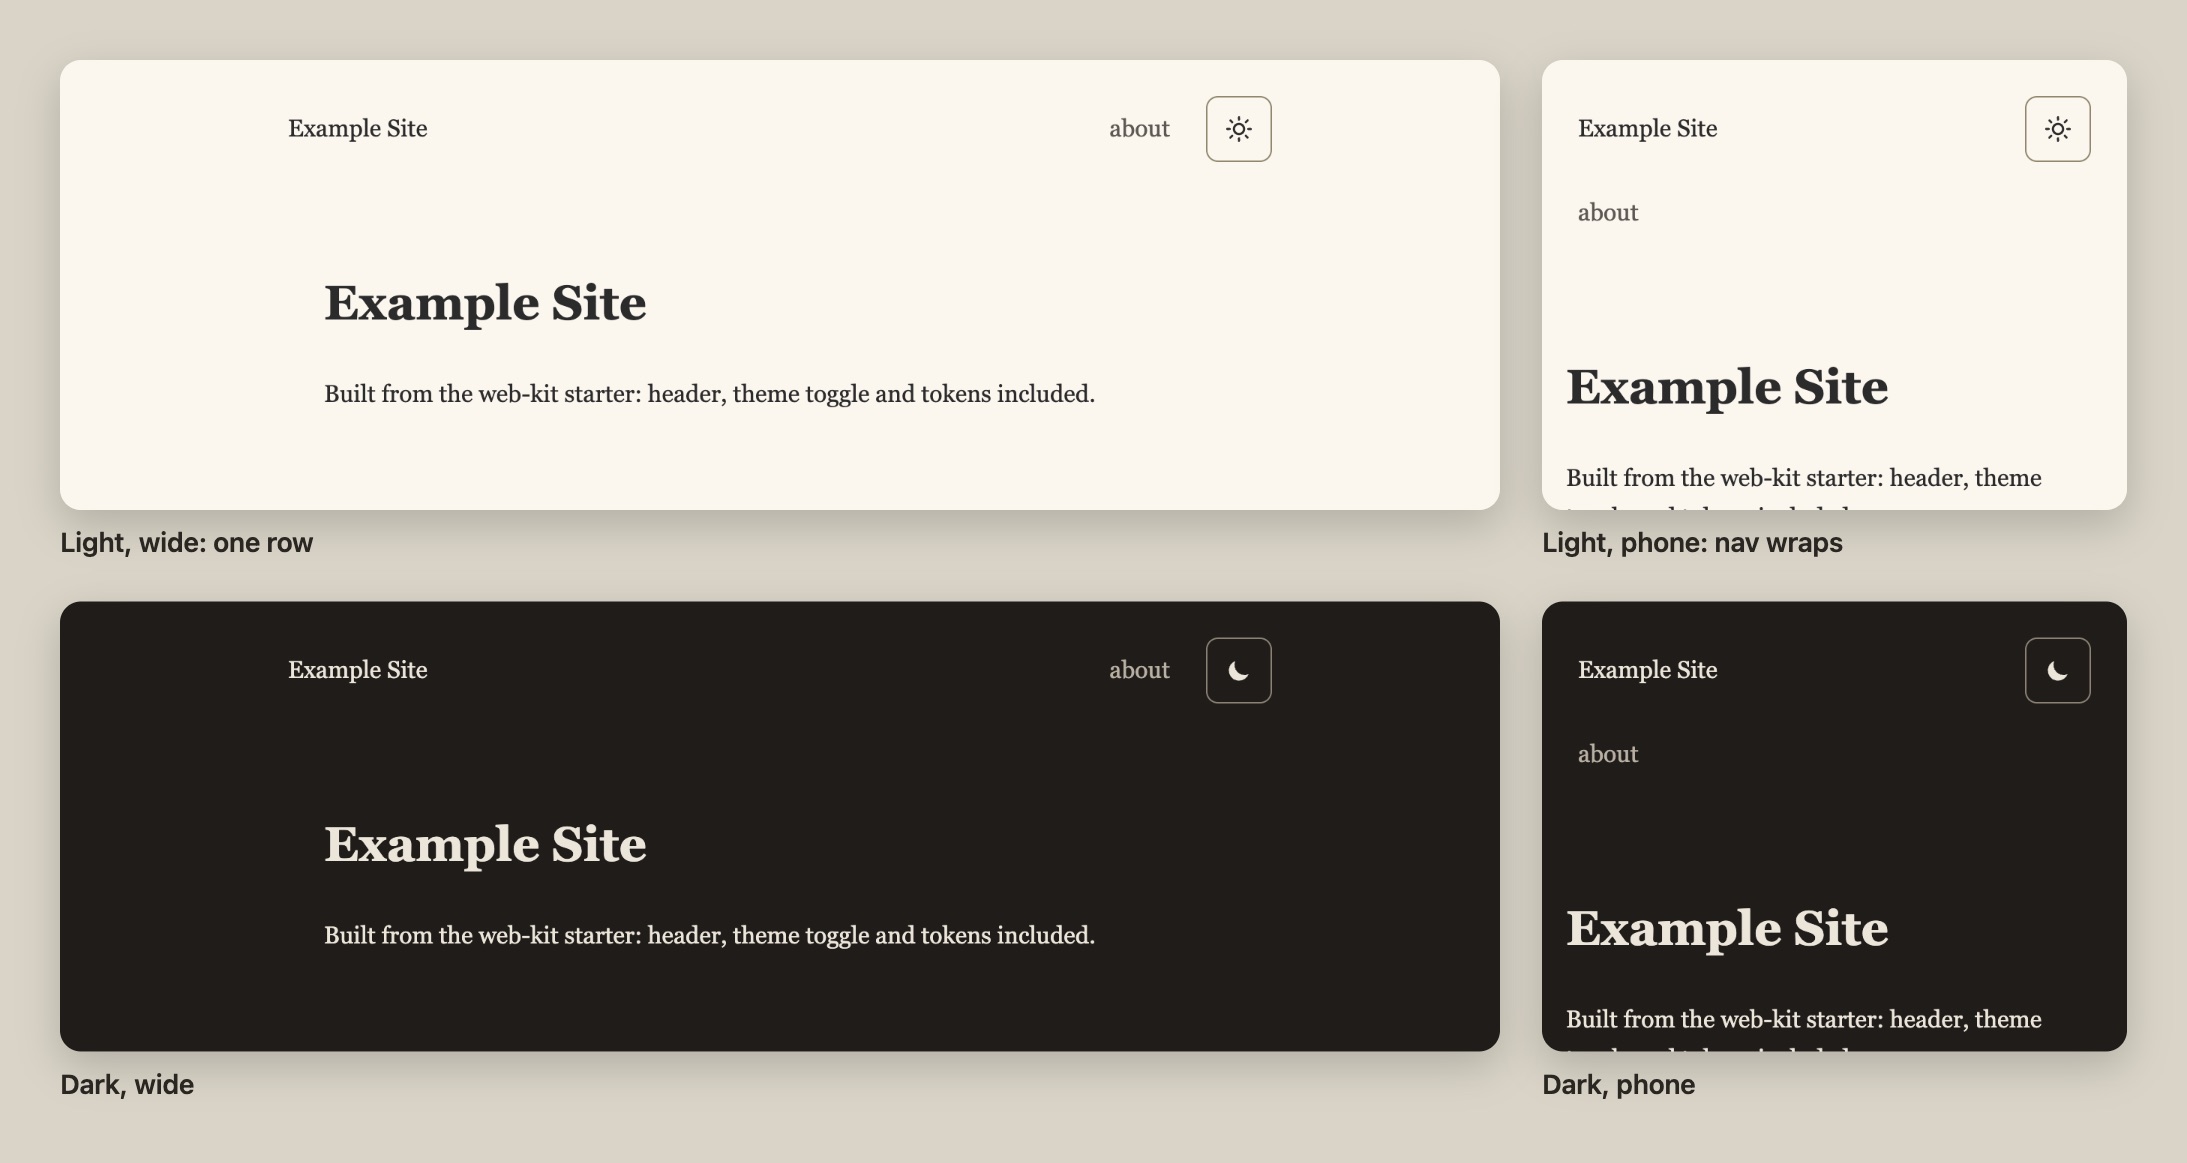 Example Site
about
Example Site
Built from the web-kit starter: header, theme toggle and tokens included.
Light, wide: one row
Example Site
about
Example Site
Built from the web-kit starter: header, theme
Light, phone: nav wraps
Example Site
about
Example Site
Built from the web-kit starter: header, theme toggle and tokens included.
Dark, wide
Example Site
about
Example Site
Built from the web-kit starter: header, theme
Dark, phone